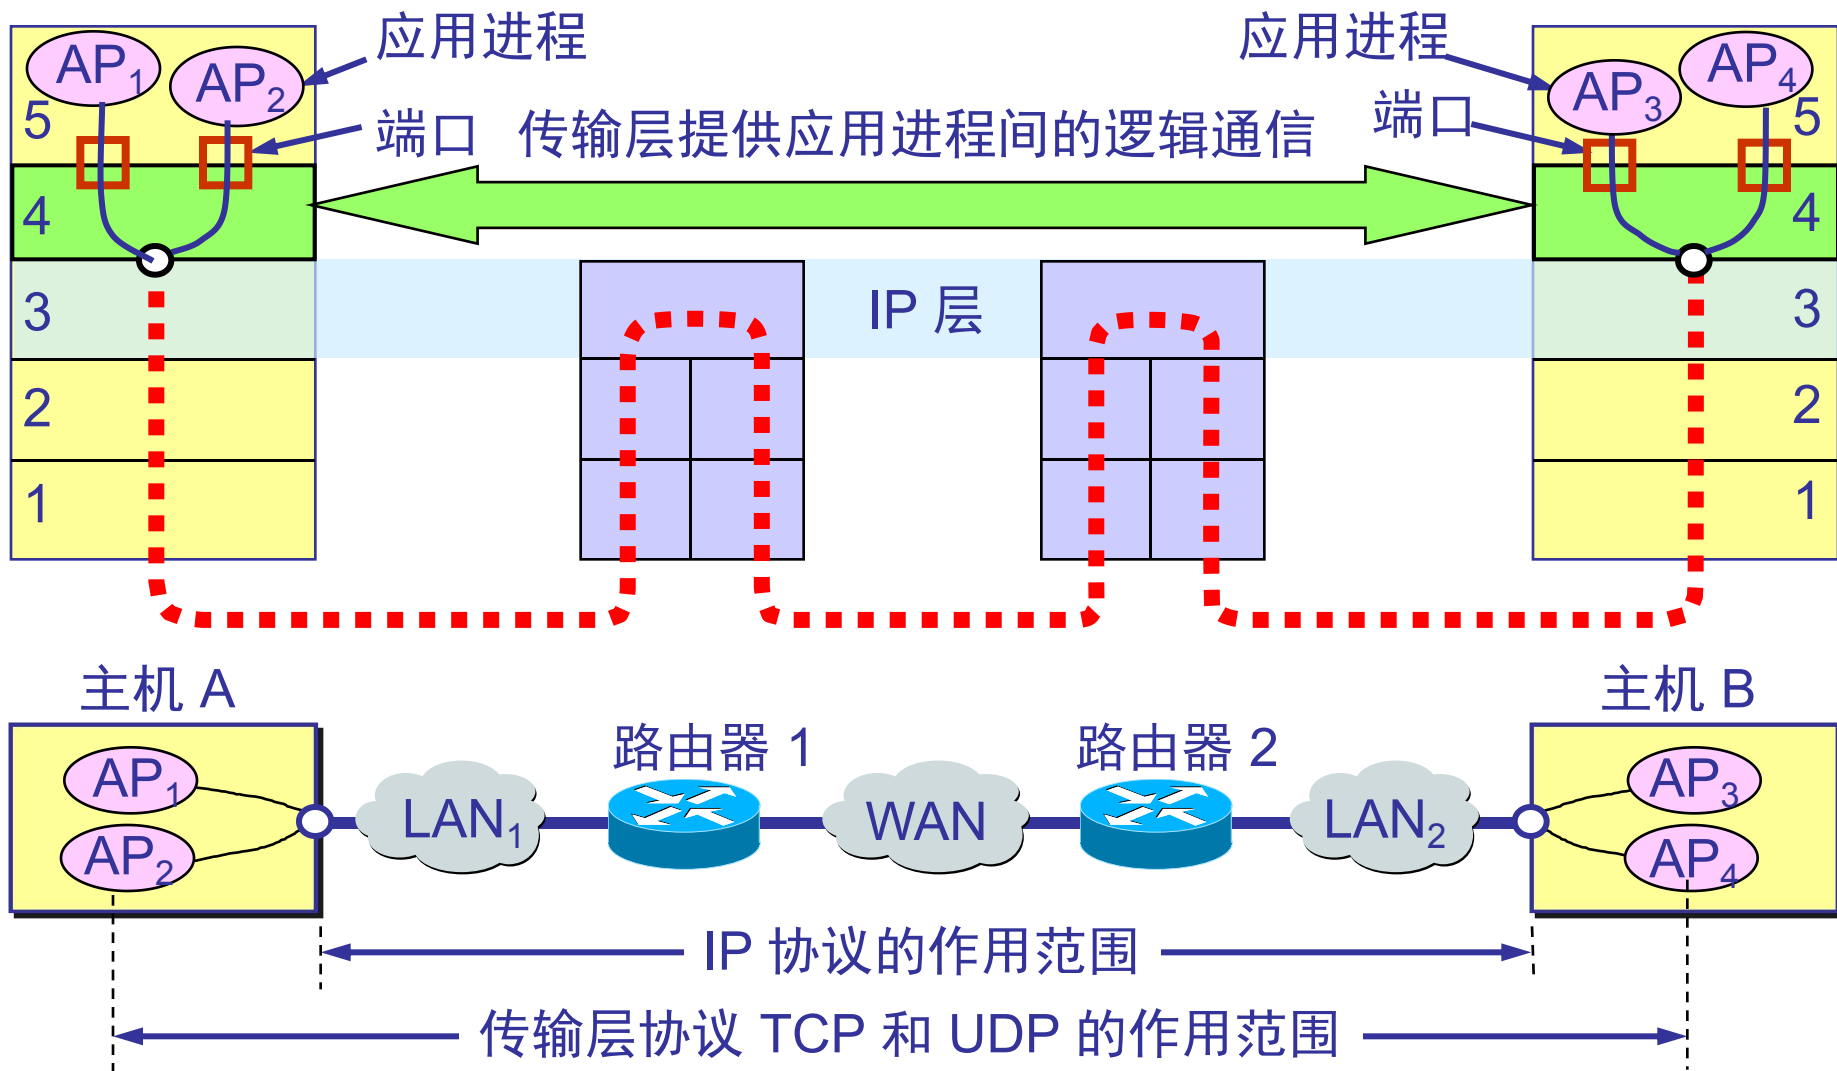 应用进程
应用进程
AP1
AP2
AP3
AP4
5
端口
传输层提供应用进程间的逻辑通信
端口
5
4
4
3
IP 层
3
2
2
1
1
主机 A
主机 B
路由器 1
路由器 2
AP1
AP2
LAN1
WAN
LAN2
AP3
AP4
IP 协议的作用范围
传输层协议 TCP 和 UDP 的作用范围